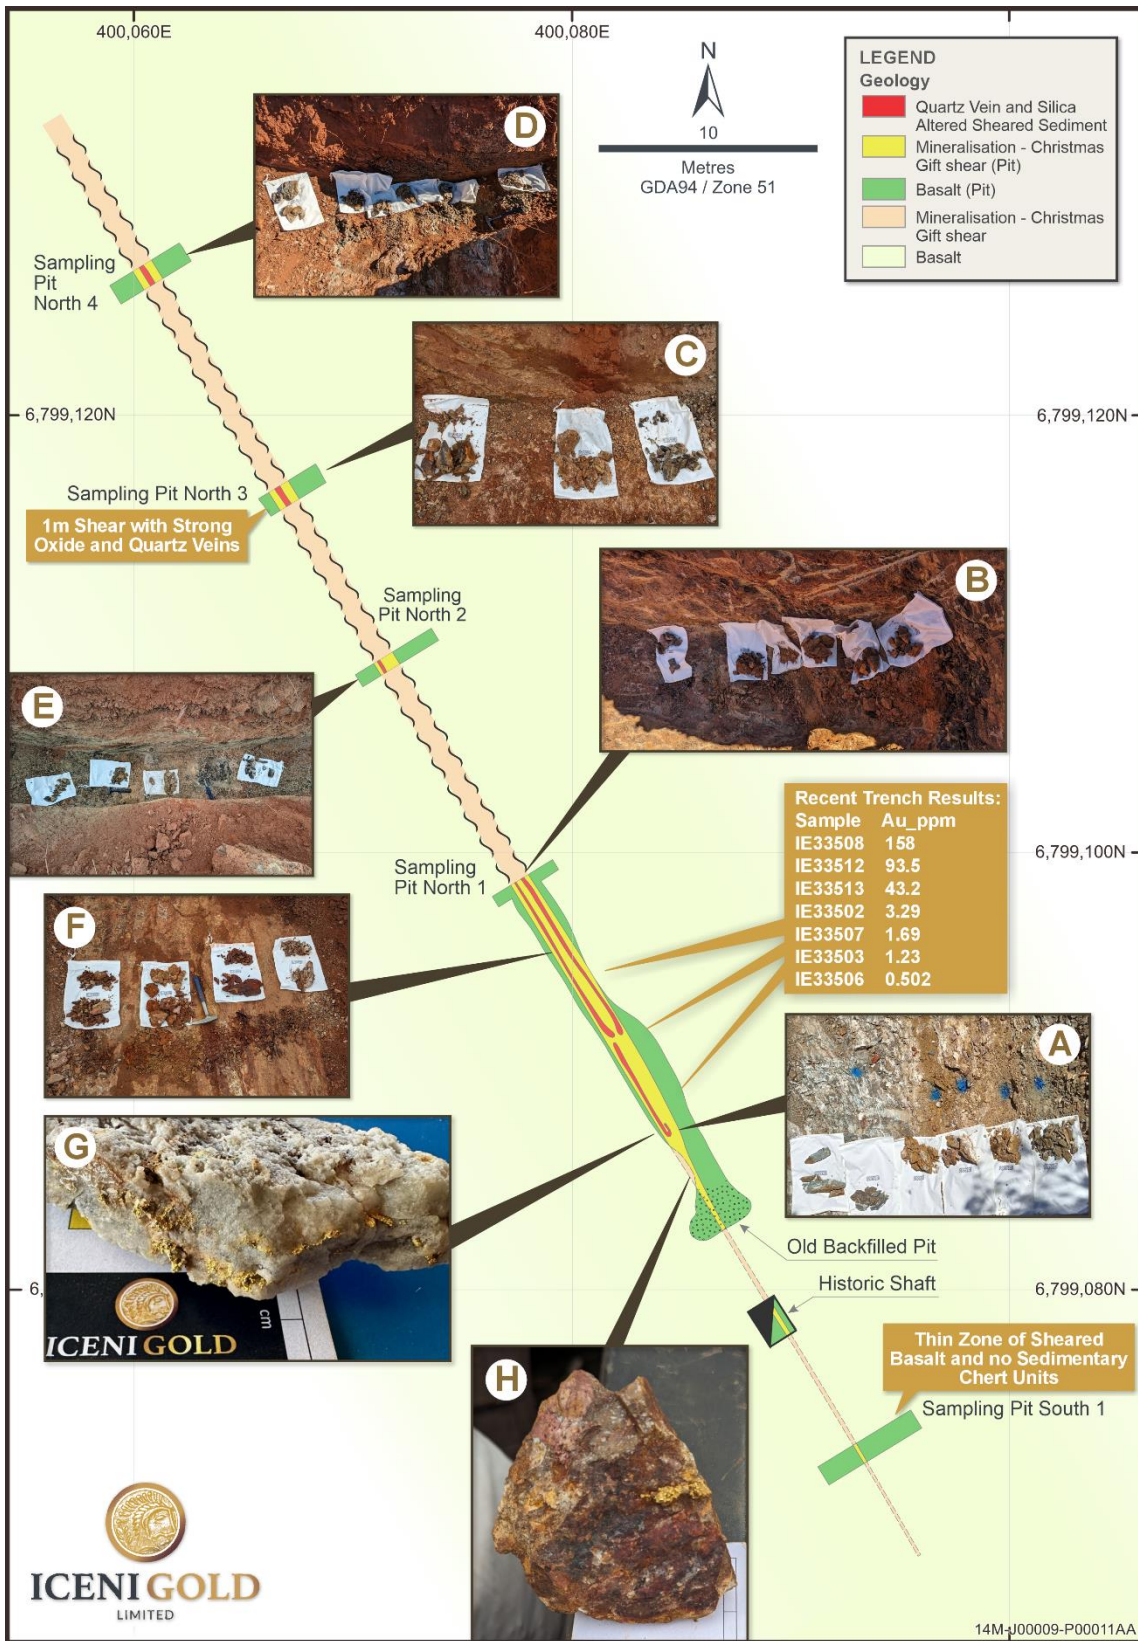 400,060E
400,080E
N
10
Metres
GDA94 / Zone 51
LEGEND
Geology
Quartz Vein and Silica
Altered Sheared Sediment
Mineralisation - Christmas
Gift shear (Pit)
Basalt (Pit)
Mineralisation - Christmas
Gift shear
Basalt
D
Sampling
Pit
North 4
C
6,799,120N
6,799,120N
Sampling Pit North 3
1m Shear with Strong
Oxide and Quartz Veins
B
Sampling
Pit North 2
E
Recent Trench Results:
Sample Au_ppm
IE33508 158
IE33512 93.5
IE33513 43.2
IE33502 3.29
IE33507 1.69
IE33503 1.23
IE33506 0.502
6,799,100N
Sampling
Pit North 1
F
A
G
ICENI GOLD
cm
Old Backfilled Pit
Historic Shaft
6,
6,799,080N
Thin Zone of Sheared
Basalt and no Sedimentary
Chert Units
Sampling Pit South 1
H
ICENI GOLD
LIMITED
14M-J00009-P00011AA